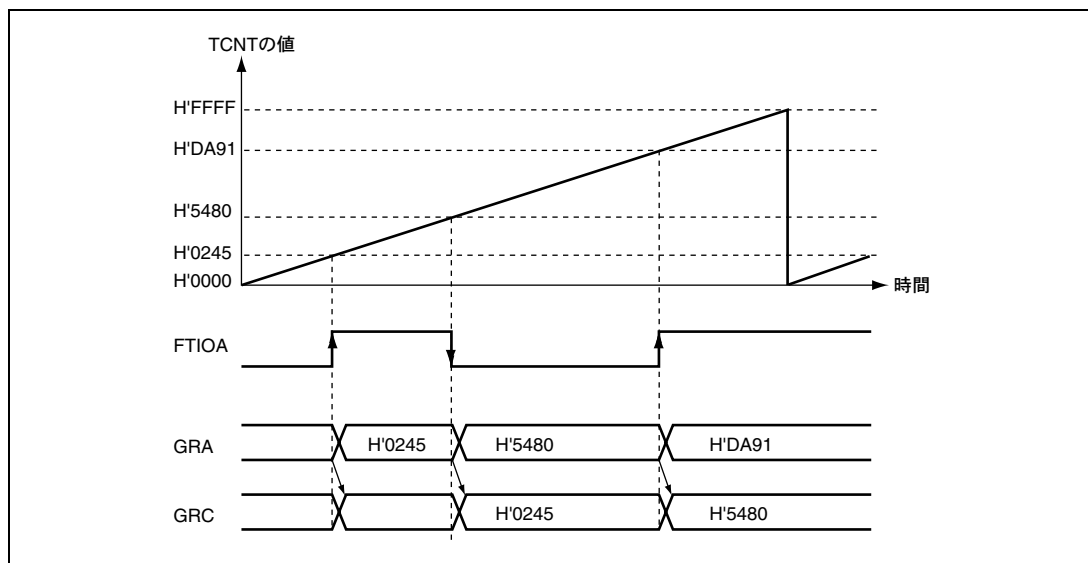 TCNTの値
H'FFFF
H'DA91
H'5480
H'0245
H'0000
時間
FTIOA
GRA
H'0245
H'5480
H'DA91
GRC
H'0245
H'5480